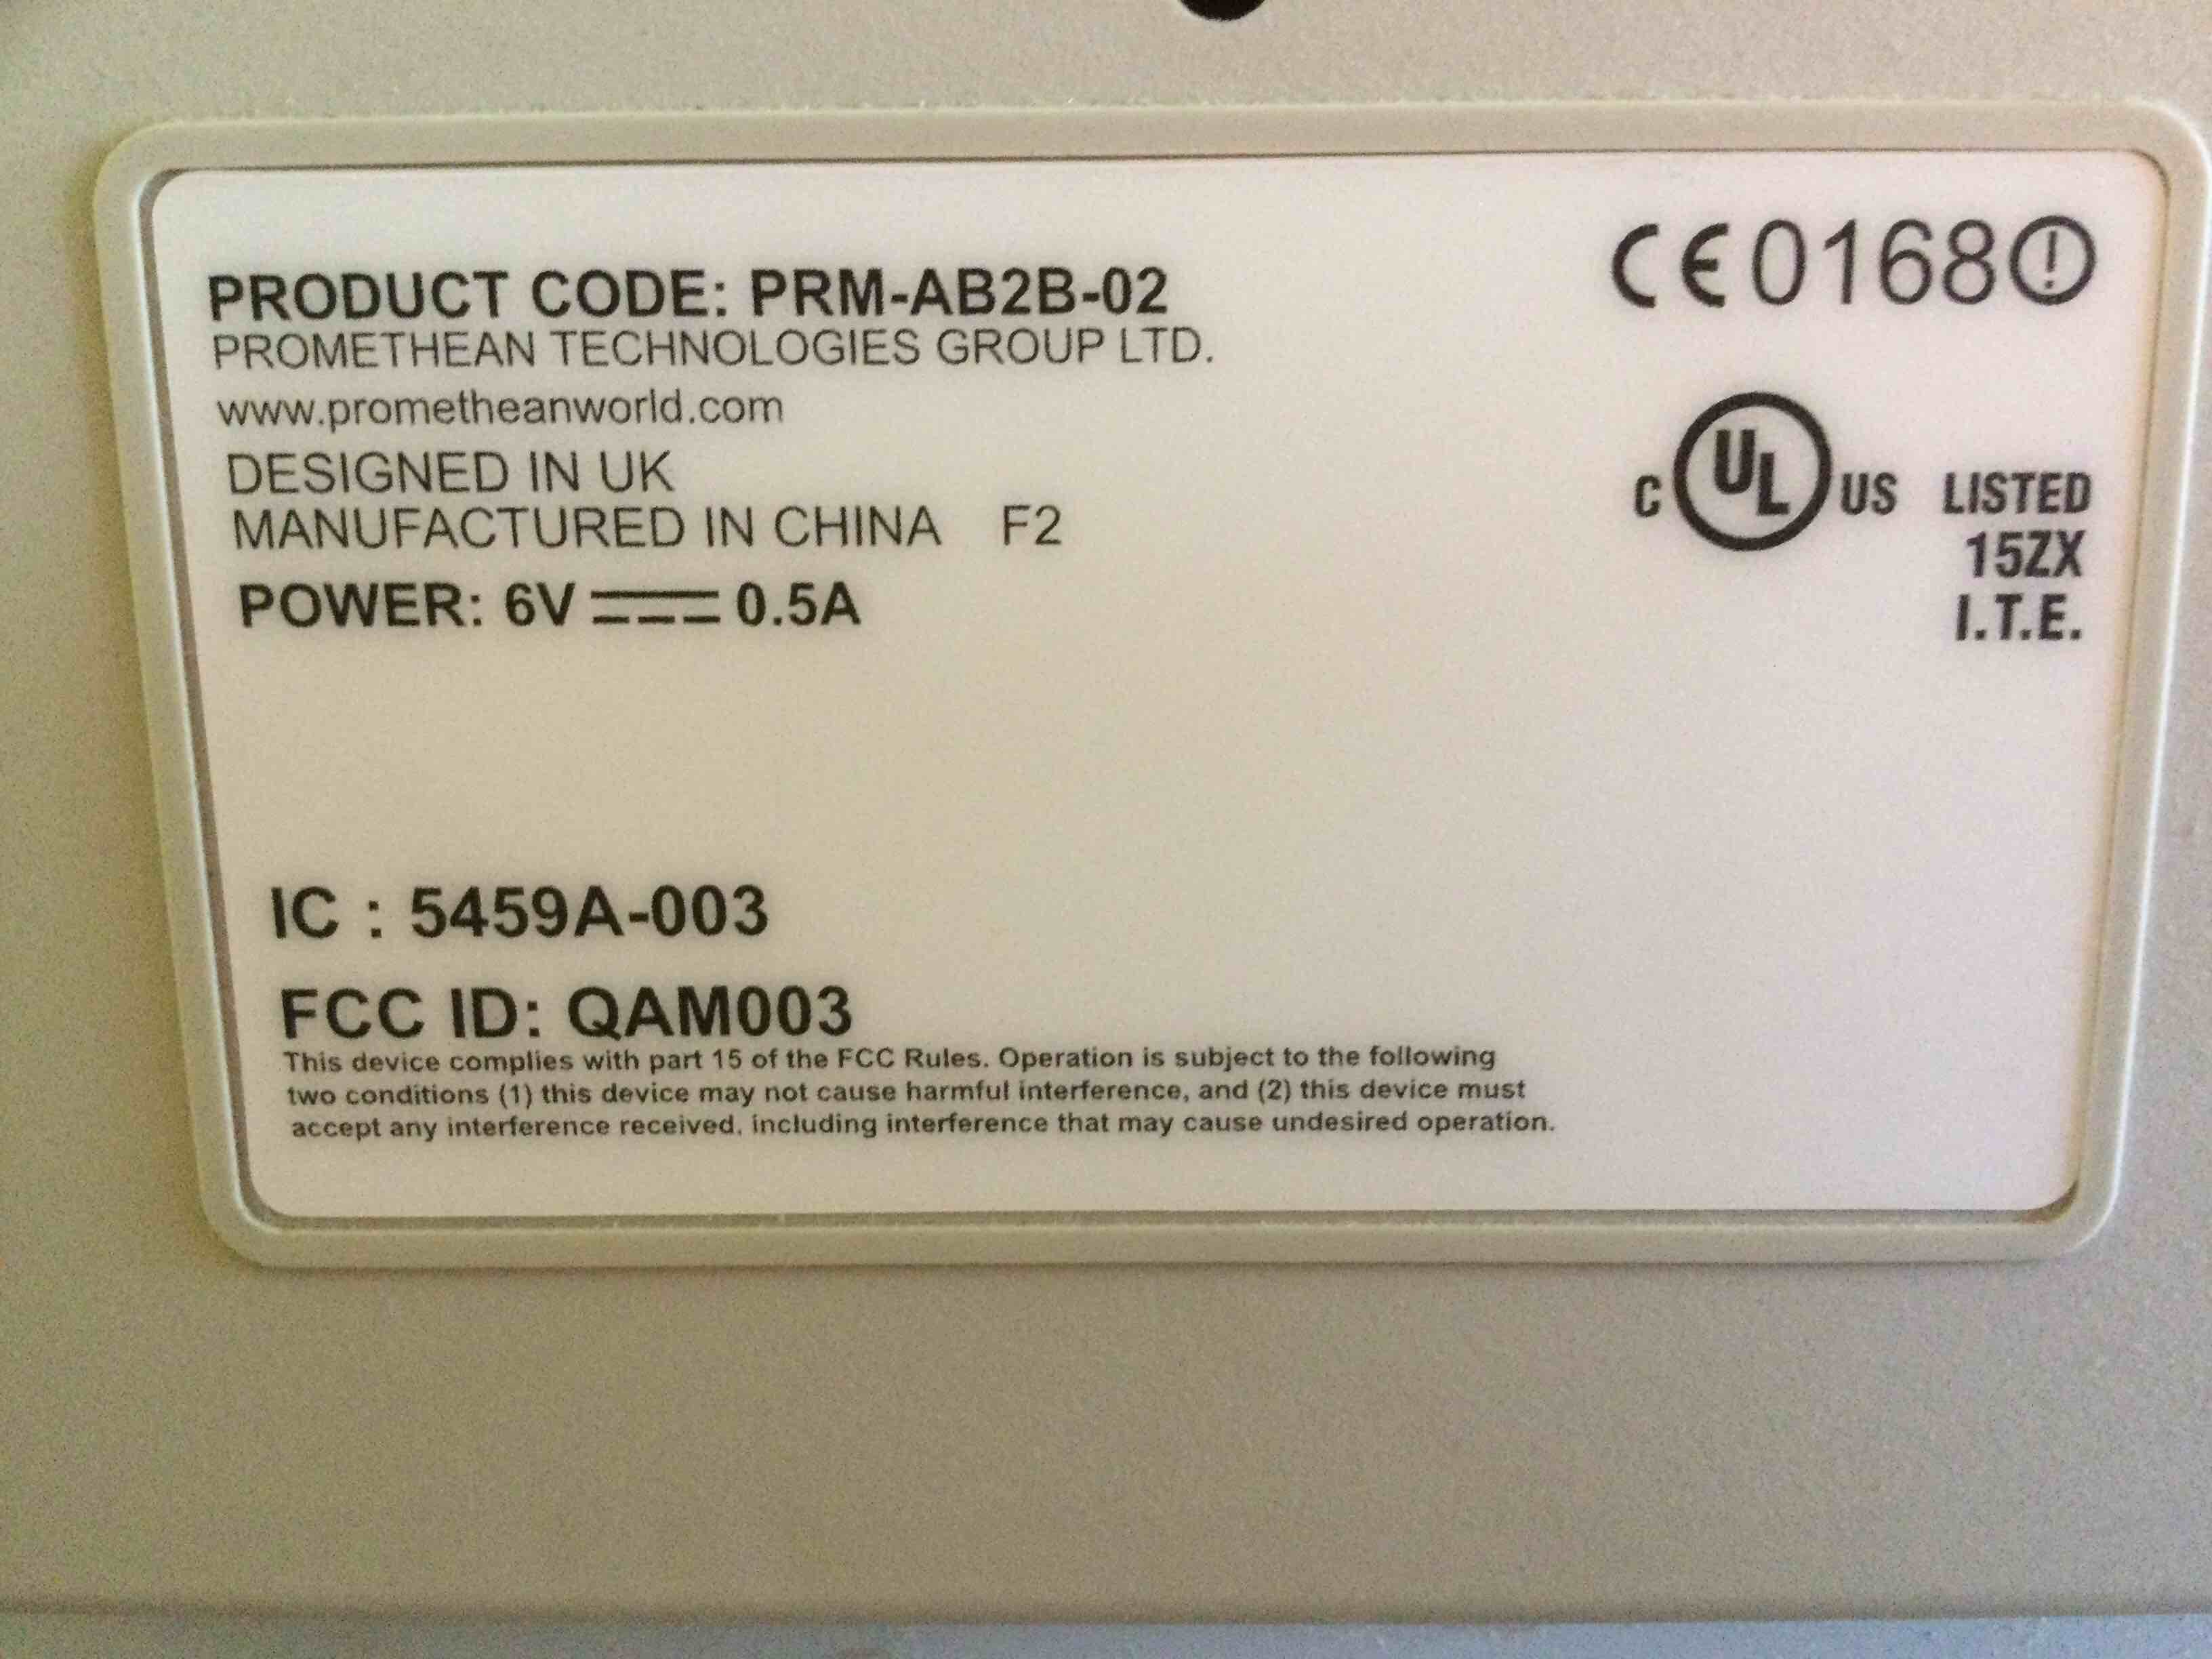 PRODUCT CODE: PRM-AB2B-02
PROMETHEAN TECHNOLOGIES GROUP LTD.
www.prometheanworld.com
DESIGNED IN UK
MANUFACTURED IN CHINA F2
POWER: 6V ⎓ 0.5A
CE0168!
C UL US LISTED
15ZX
I.T.E.
IC : 5459A-003
FCC ID: QAM003
This device complies with part 15 of the FCC Rules. Operation is subject to the following
two conditions (1) this device may not cause harmful interference, and (2) this device must
accept any interference received, including interference that may cause undesired operation.